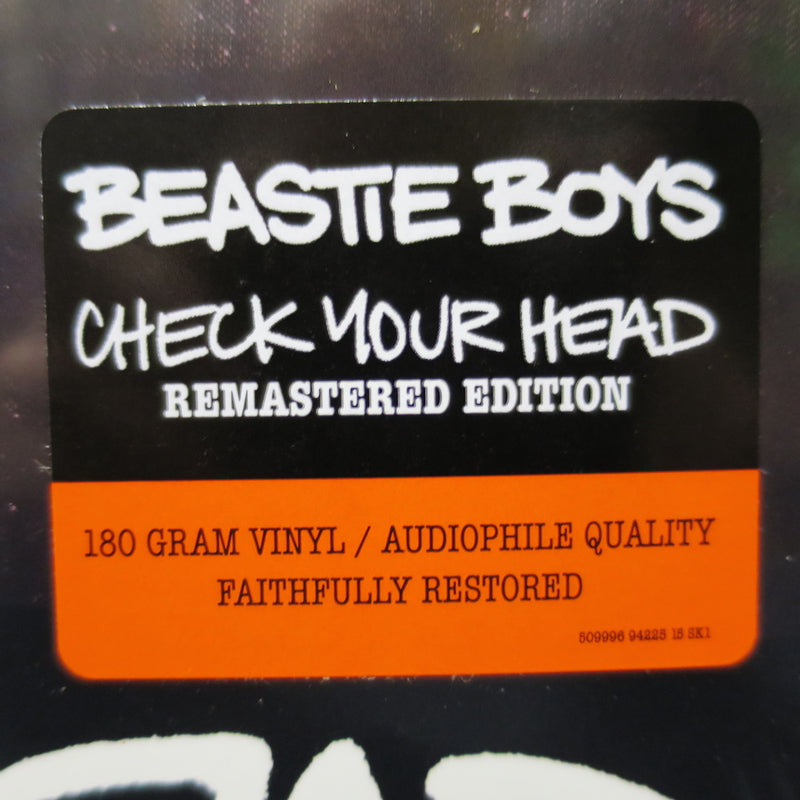 BEASTIE BOYS
CHECK YOUR HEAD
REMASTERED EDITION
180 GRAM VINYL / AUDIOPHILE QUALITY
FAITHFULLY RESTORED
509996 94225 15 SK1